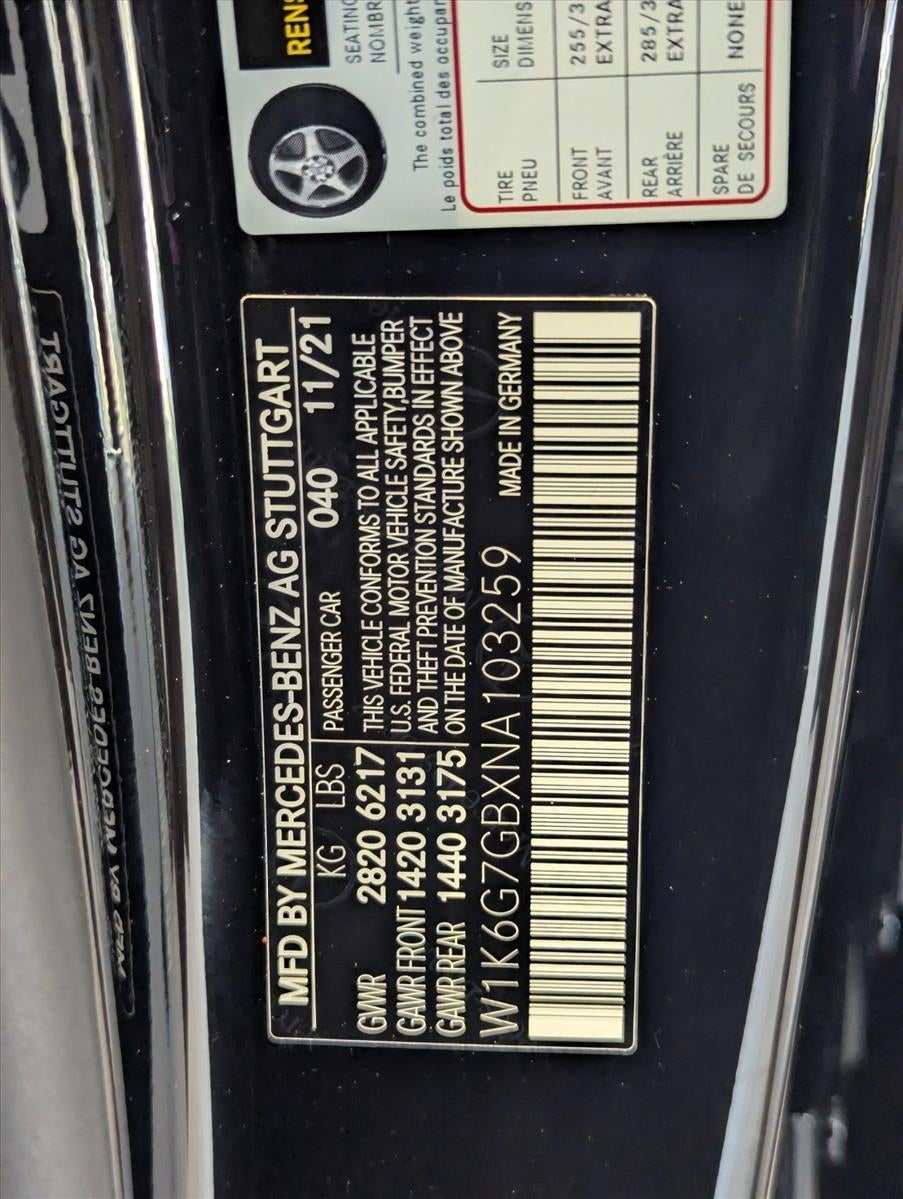 MFD BY MERCEDES-BENZ AG STUTTGART
KG LBS PASSENGER CAR 040 11/21
GVWR 2820 6217 THIS VEHICLE CONFORMS TO ALL APPLICABLE
GAWR FRONT 1420 3131 U.S. FEDERAL MOTOR VEHICLE SAFETY,BUMPER
AND THEFT PREVENTION STANDARDS IN EFFECT
GAWR REAR 1440 3175 ON THE DATE OF MANUFACTURE SHOWN ABOVE
W1K6G7GBXNA103259 MADE IN GERMANY
RENS
SEATING
NOMBR
The combined weight
Le poids total des occupan
TIRE SIZE
PNEU DIMENS
FRONT 255/3
AVANT EXTRA
REAR 285/3
ARRIÈRE EXTRA
SPARE NONE
DE SECOURS